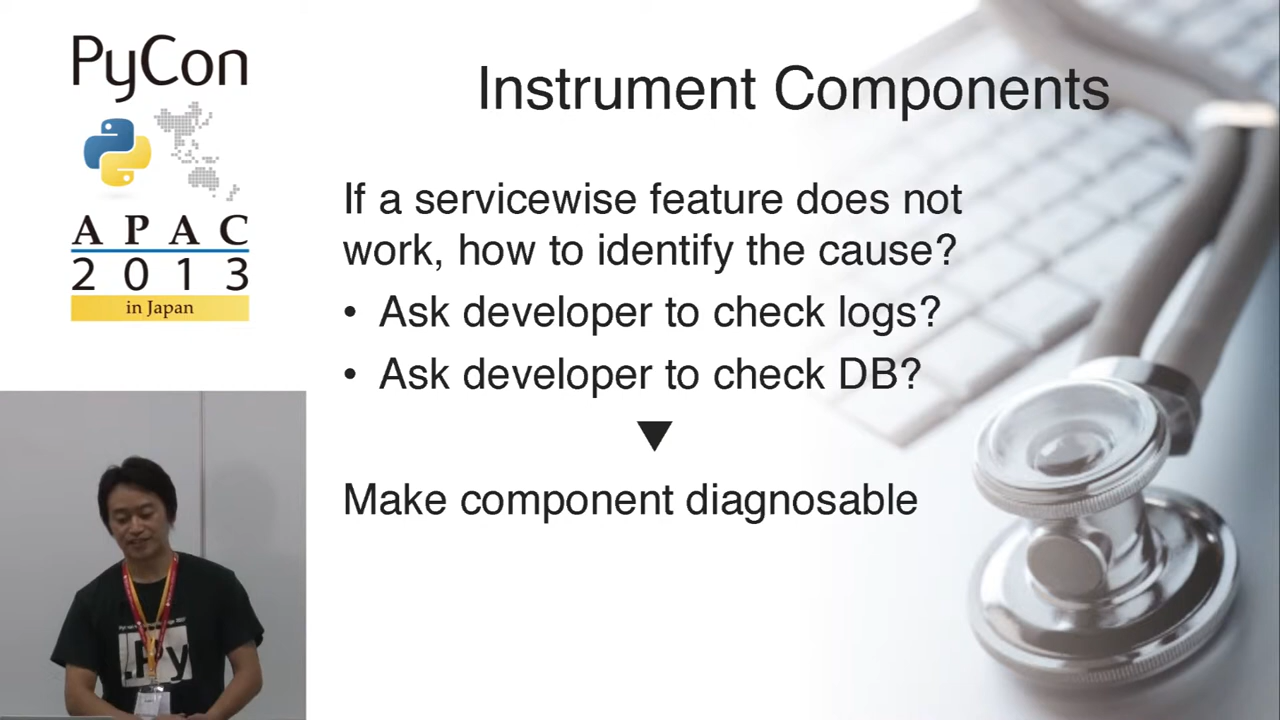 PyCon
APAC
2013
in Japan
Instrument Components
If a servicewise feature does not
work, how to identify the cause?
• Ask developer to check logs?
• Ask developer to check DB?
▼
Make component diagnosable
.Py